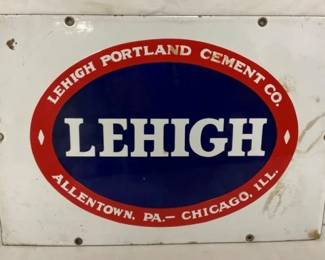 LEHIGH PORTLAND CEMENT CO.
LEHIGH
ALLENTOWN, PA.— CHICAGO, ILL.